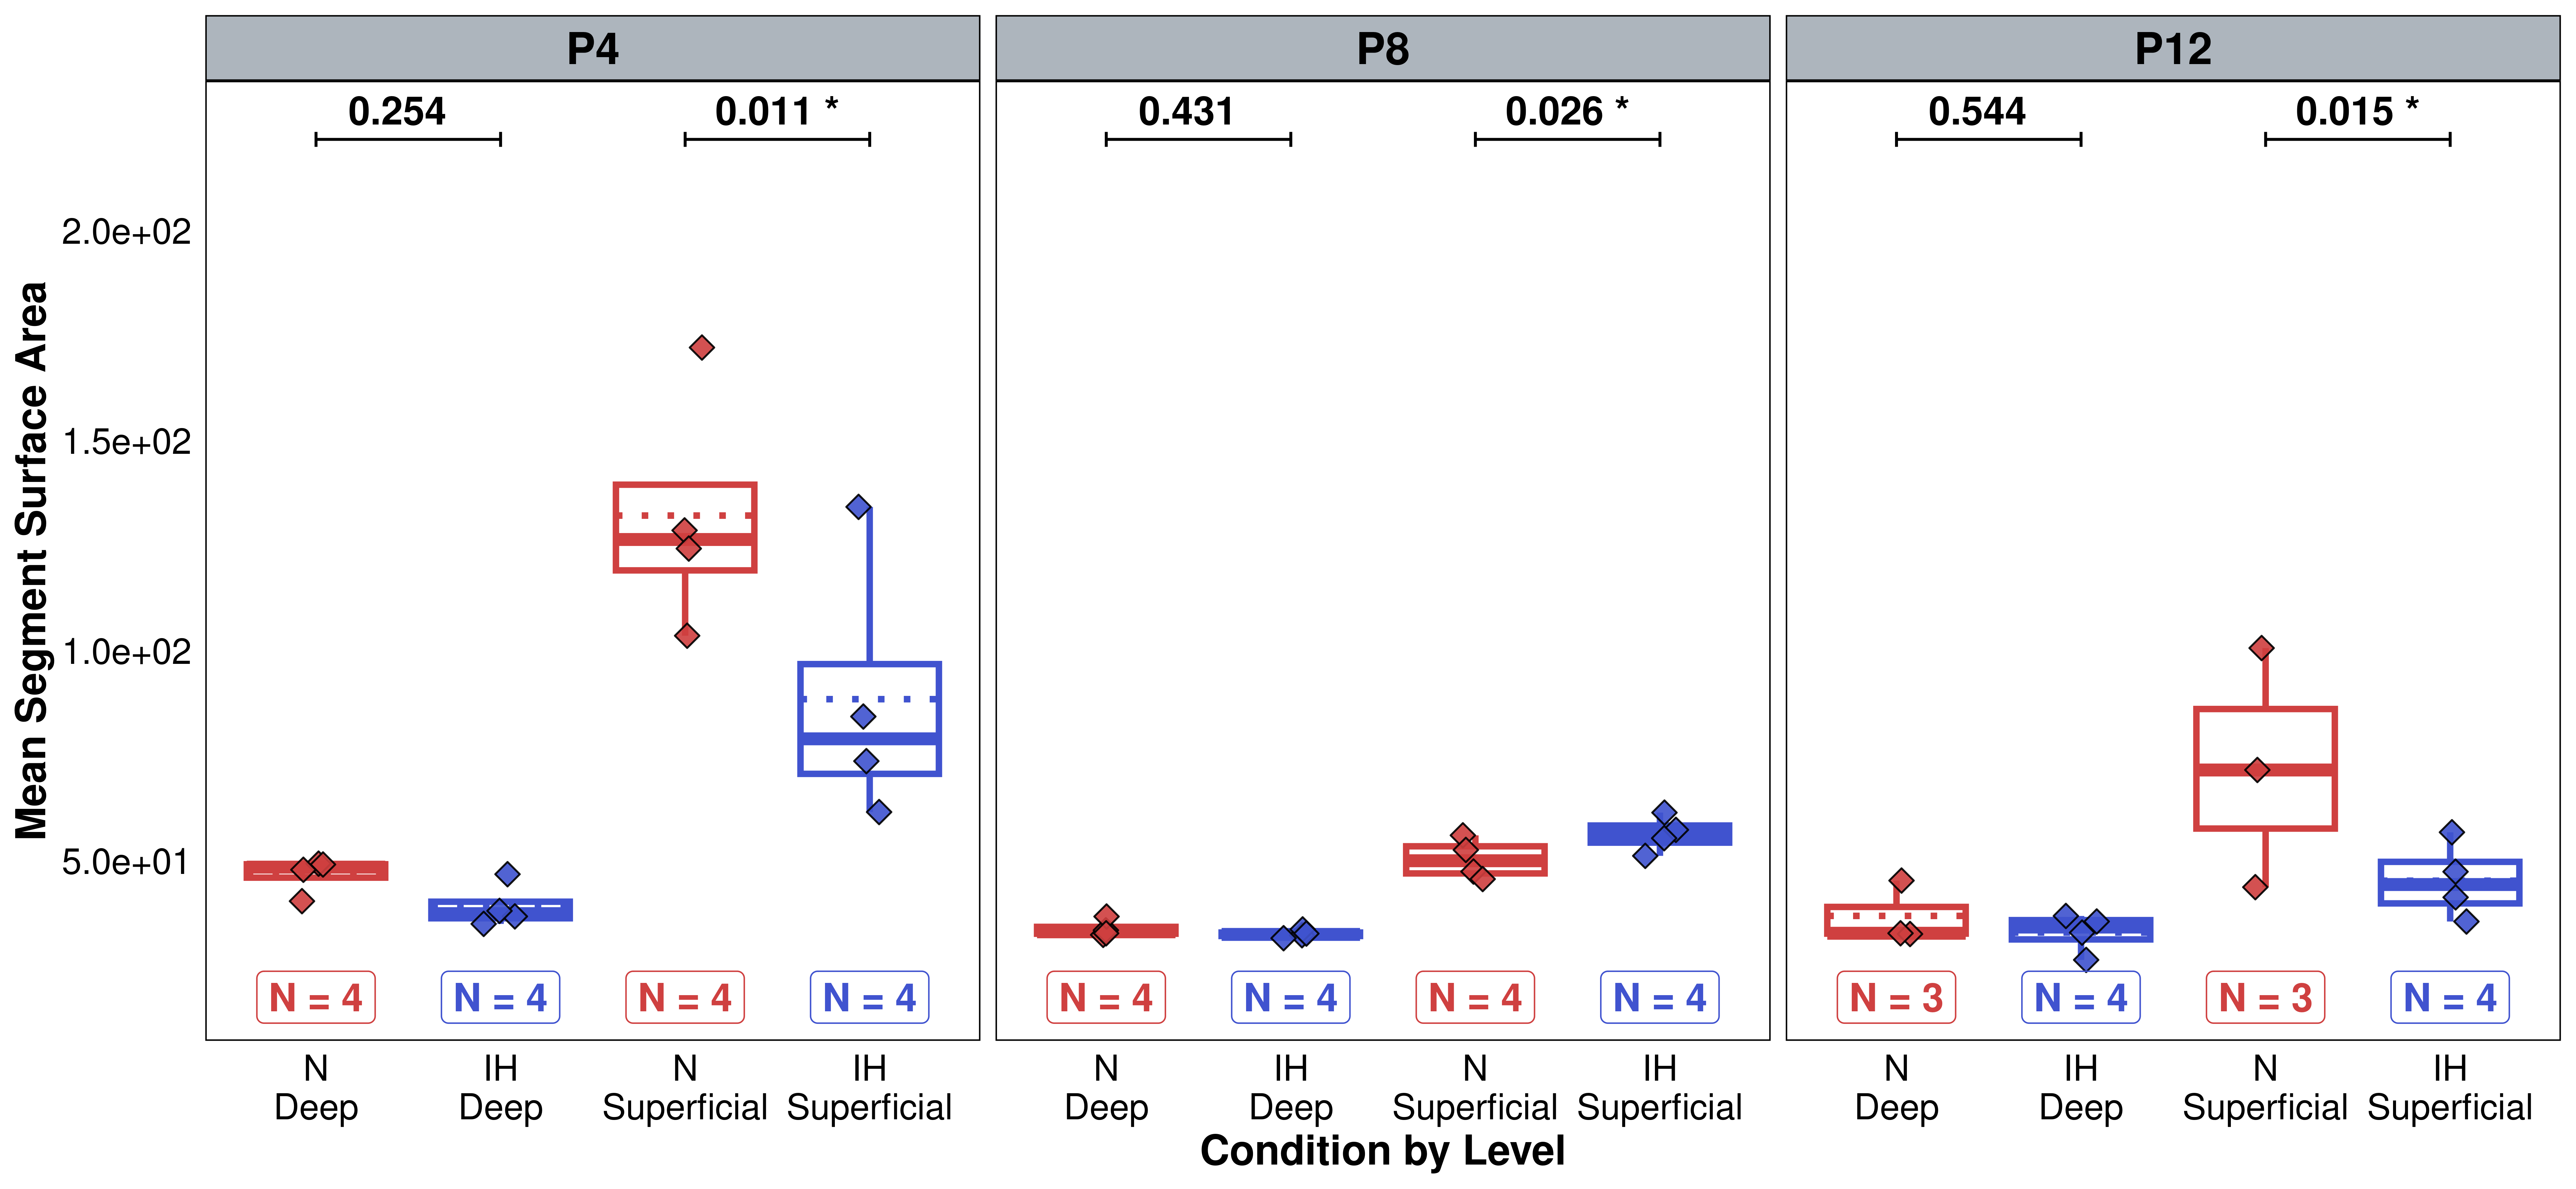 P4 P8 P12
0.254 0.011 * 0.431 0.026 * 0.544 0.015 *
2.0e+02
1.5e+02
1.0e+02
5.0e+01
Mean Segment Surface Area
N = 4 N = 4 N = 4 N = 4 N = 4 N = 4 N = 4 N = 4 N = 3 N = 4 N = 3 N = 4
N IH N IH N IH N IH N IH N IH
Deep Deep Superficial Superficial Deep Deep Superficial Superficial Deep Deep Superficial Superficial
Condition by Level